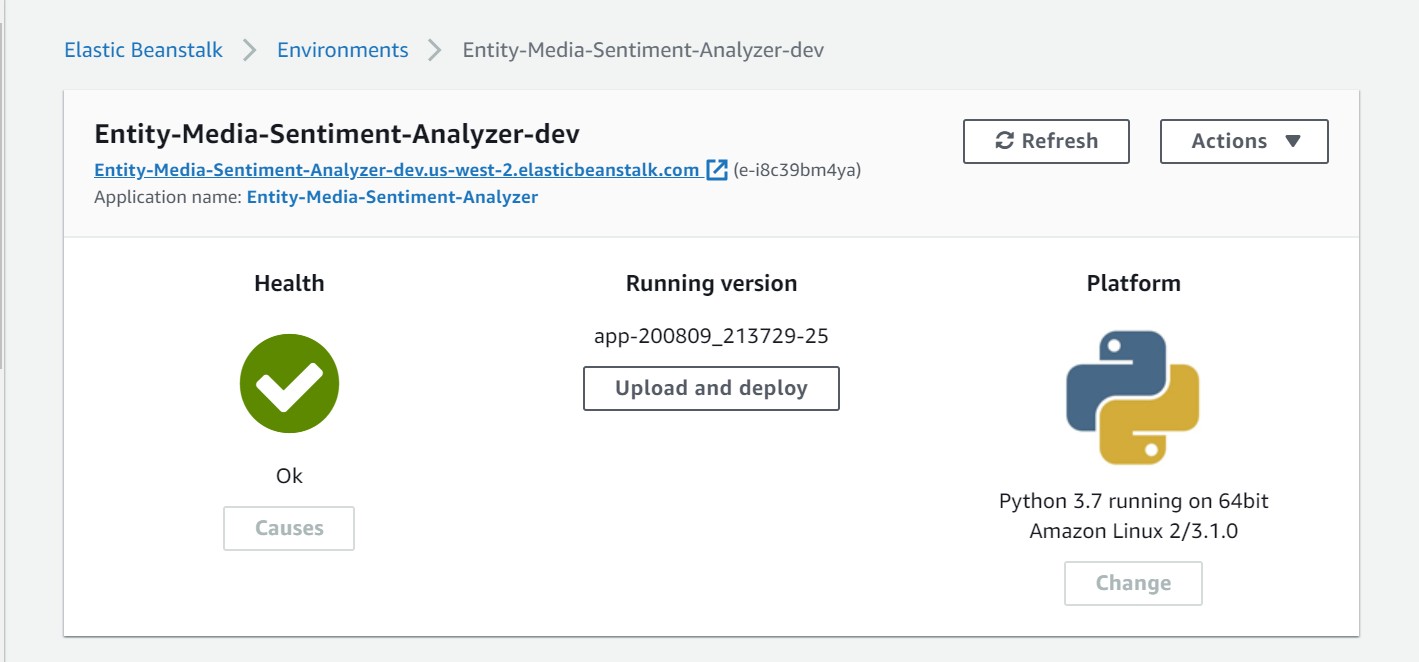 Elastic Beanstalk > Environments > Entity-Media-Sentiment-Analyzer-dev
Entity-Media-Sentiment-Analyzer-dev
Refresh
Actions ▼
Entity-Media-Sentiment-Analyzer-dev.us-west-2.elasticbeanstalk.com (e-i8c39bm4ya)
Application name: Entity-Media-Sentiment-Analyzer
Health
Ok
Causes
Running version
app-200809_213729-25
Upload and deploy
Platform
Python 3.7 running on 64bit
Amazon Linux 2/3.1.0
Change